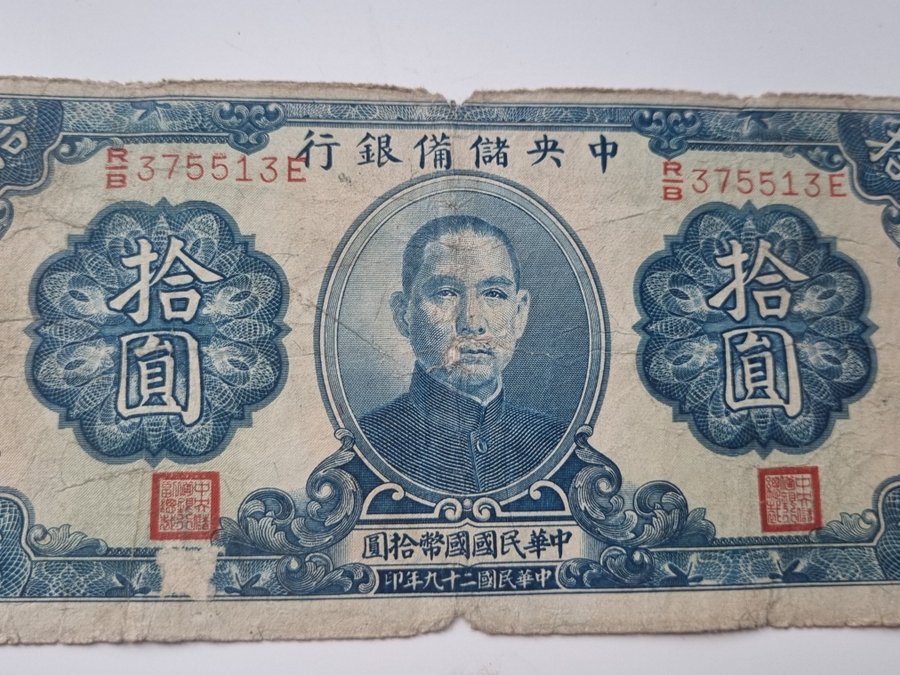 中央儲備銀行
R/B 375513E
R/B 375513E
拾圓
拾圓
中華民國國幣拾圓
中華民國二十九年印